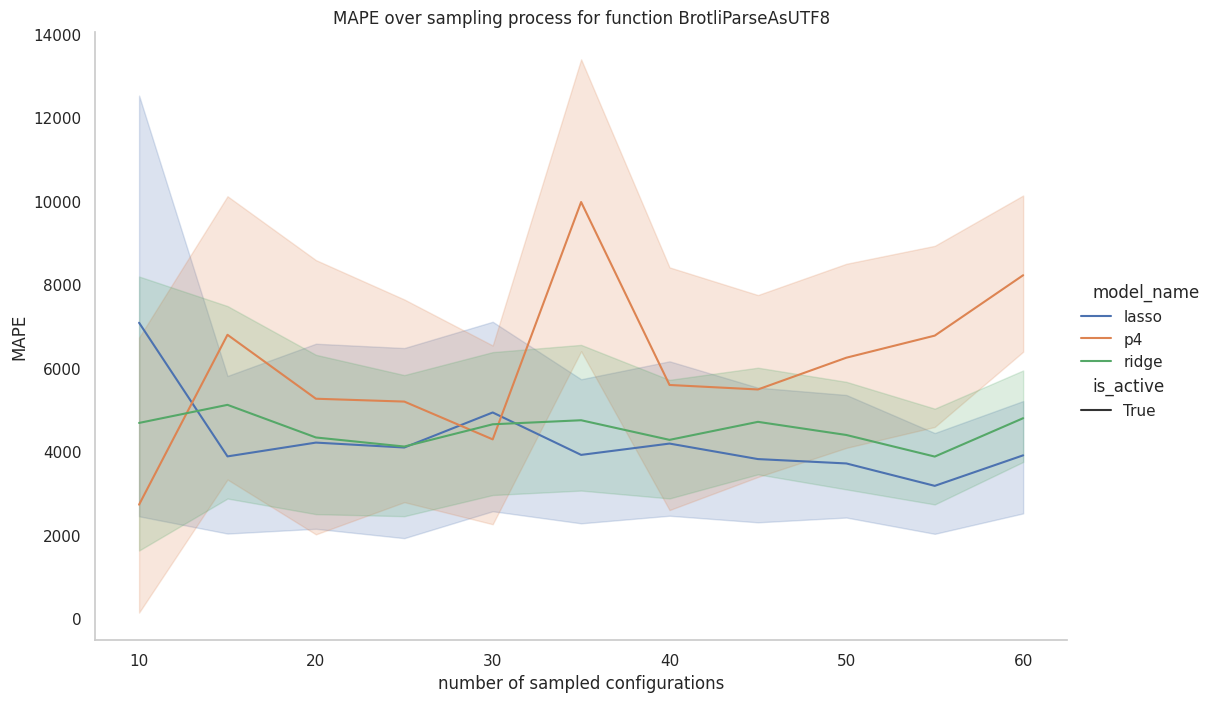 MAPE over sampling process for function BrotliParseAsUTF8
14000
12000
10000
8000
6000
4000
2000
0
MAPE
10 20 30 40 50 60
number of sampled configurations
model_name
lasso
p4
ridge
is_active
True